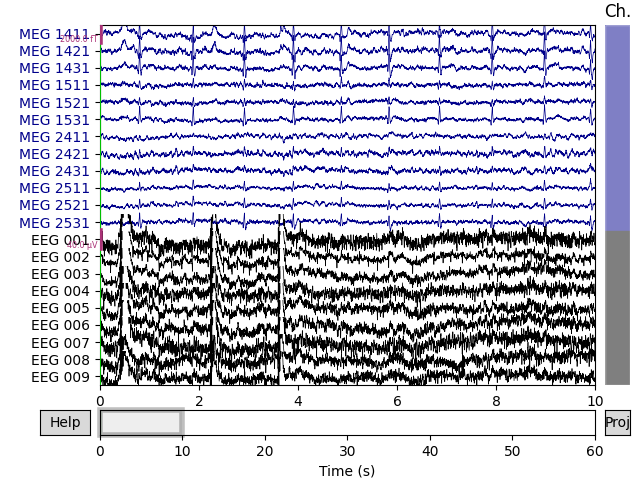 Ch.
MEG 1411
2000.0 fT
MEG 1421
MEG 1431
MEG 1511
MEG 1521
MEG 1531
MEG 2411
MEG 2421
MEG 2431
MEG 2511
MEG 2521
MEG 2531
EEG 001
EEG 002
EEG 003
EEG 004
EEG 005
EEG 006
EEG 007
EEG 008
EEG 009
0 2 4 6 8 10
Help
Proj
0 10 20 30 40 50 60
Time (s)